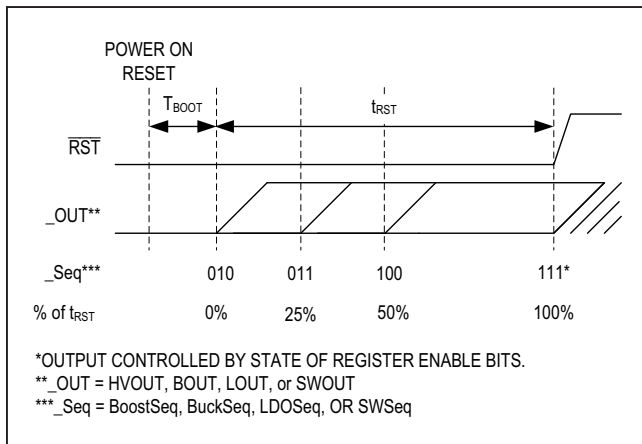 POWER ON
RESET
TBOOT tRST
RST
_OUT**
_Seq*** 010 011 100 111*
% of tRST 0% 25% 50% 100%
*OUTPUT CONTROLLED BY STATE OF REGISTER ENABLE BITS.
**_OUT = HVOUT, BOUT, LOUT, or SWOUT
***_Seq = BoostSeq, BuckSeq, LDOSeq, OR SWSeq